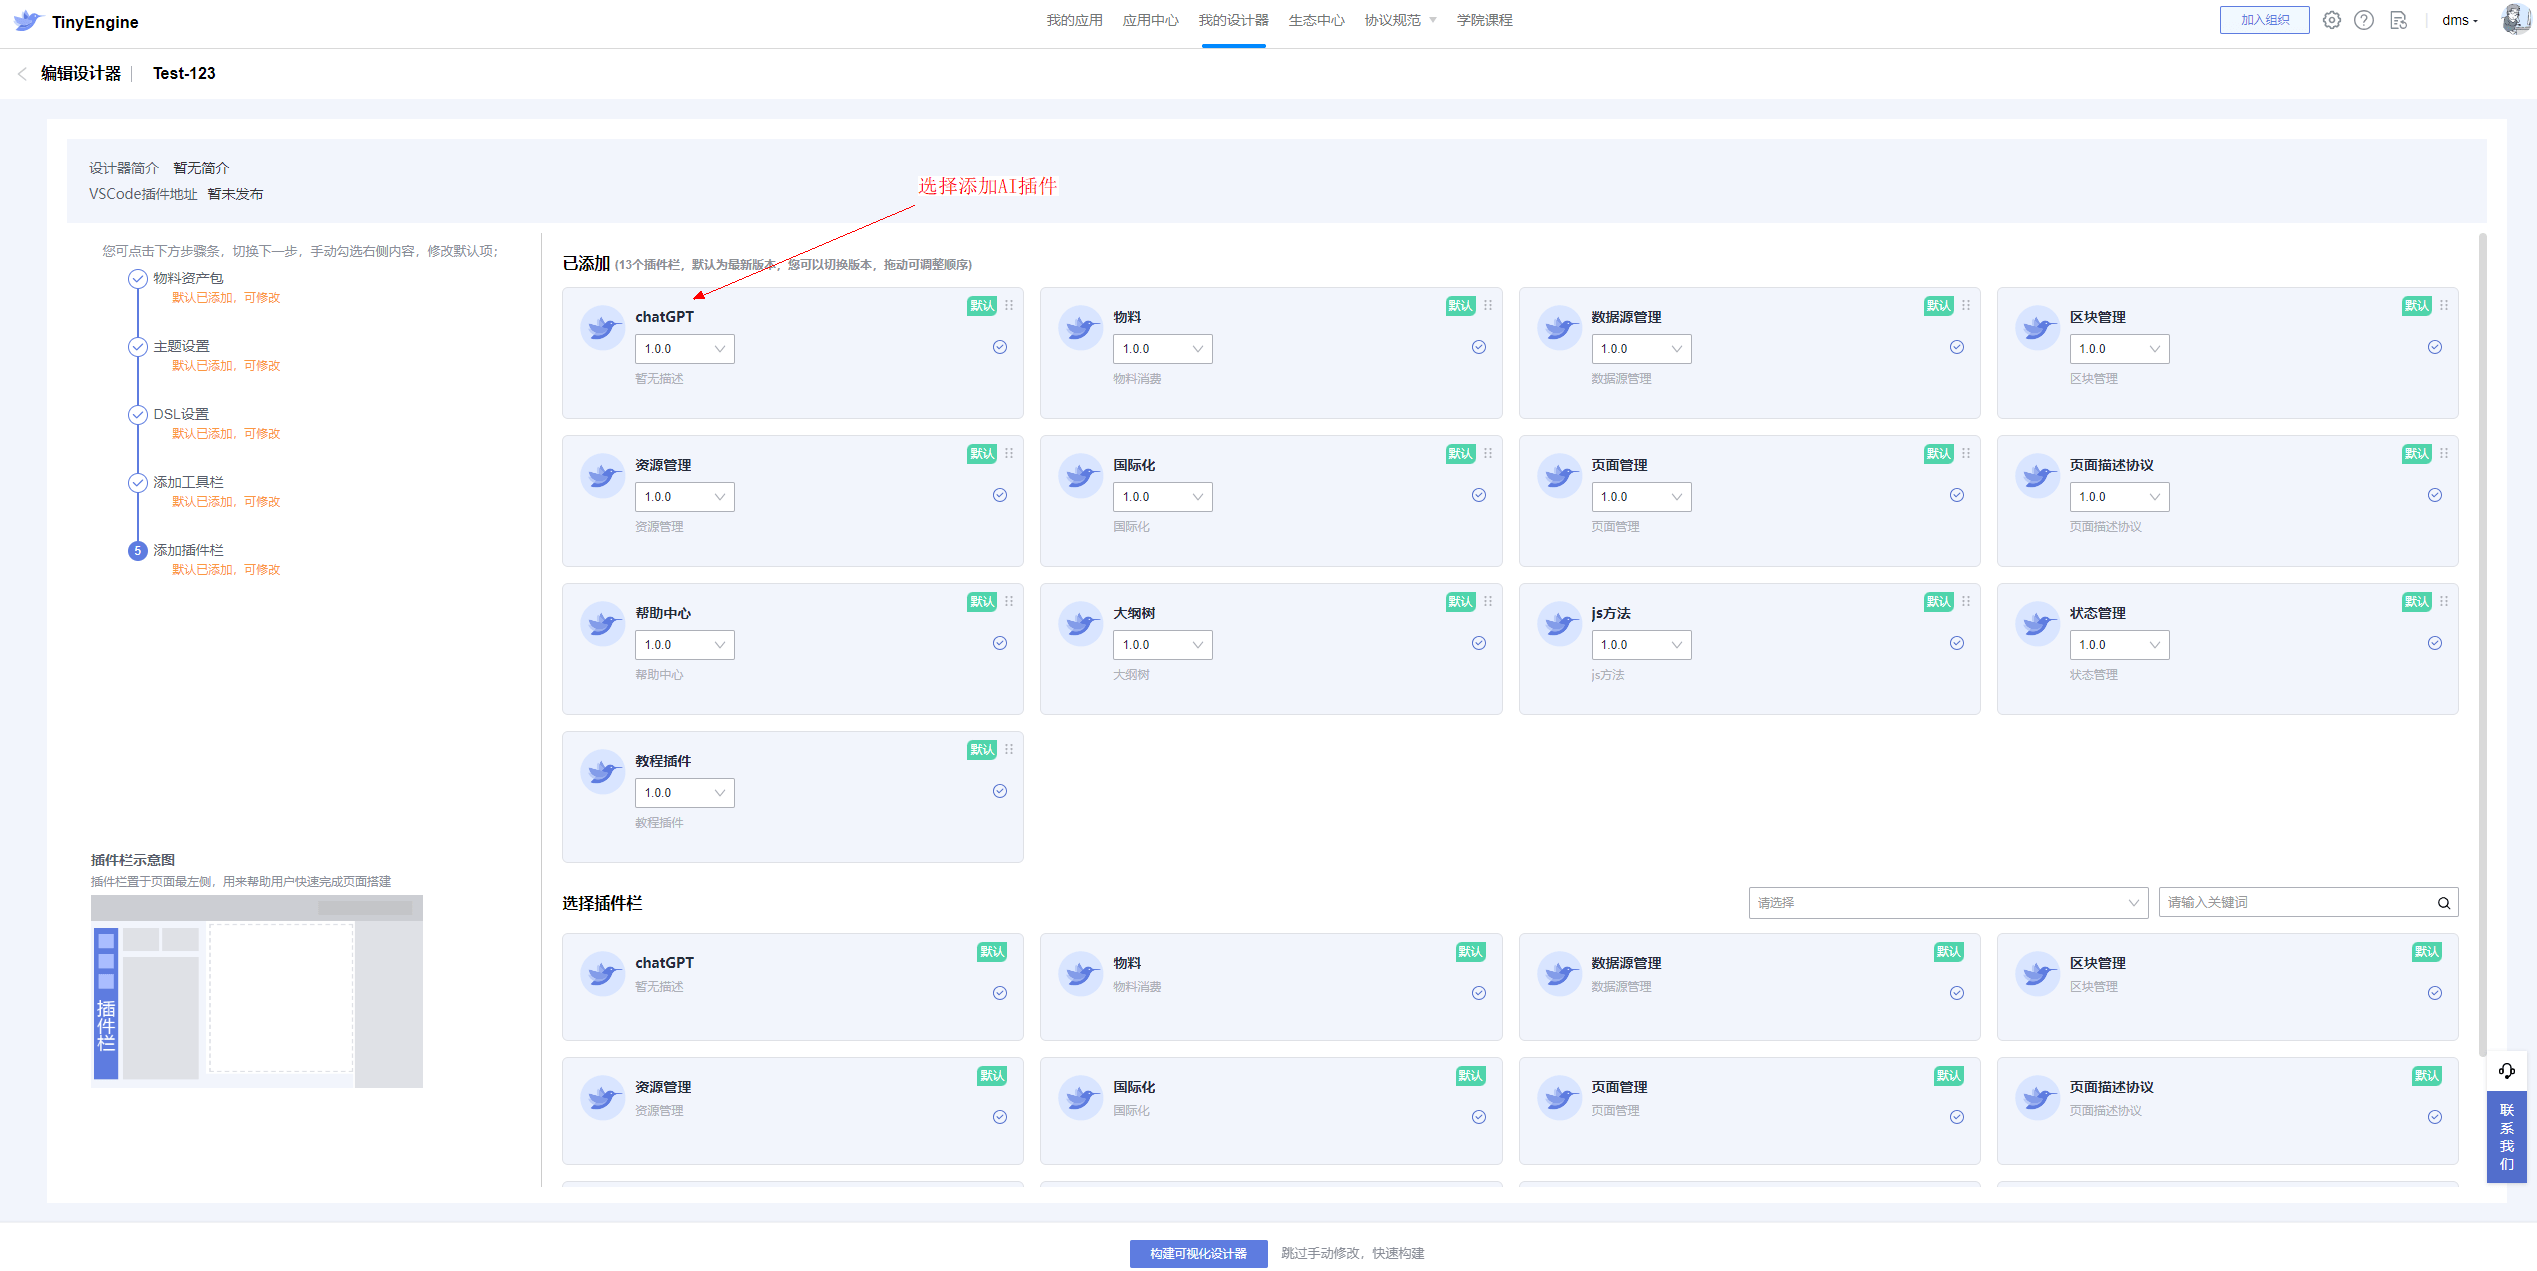 TinyEngine
我的应用 应用中心 我的设计器 生态中心 协议规范 学院课程
加入组织 dms
编辑设计器 Test-123
设计器简介 暂无简介
VSCode插件地址 暂未发布
选择添加AI插件
您可点击下方步骤条，切换下一步，手动勾选右侧内容，修改默认项；
物料资产包
默认已添加，可修改
主题设置
默认已添加，可修改
DSL设置
默认已添加，可修改
添加工具栏
默认已添加，可修改
5 添加插件栏
默认已添加，可修改
插件栏示意图
插件栏置于页面最左侧，用来帮助用户快速完成页面搭建
插件栏
已添加 (13个插件栏，默认为最新版本，您可以切换版本，拖动可调整顺序)
chatGPT 默认
1.0.0
暂无描述
物料 默认
1.0.0
物料消费
数据源管理 默认
1.0.0
数据源管理
区块管理 默认
1.0.0
区块管理
资源管理 默认
1.0.0
资源管理
国际化 默认
1.0.0
国际化
页面管理 默认
1.0.0
页面管理
页面描述协议 默认
1.0.0
页面描述协议
帮助中心 默认
1.0.0
帮助中心
大纲树 默认
1.0.0
大纲树
js方法 默认
1.0.0
js方法
状态管理 默认
1.0.0
状态管理
教程插件 默认
1.0.0
教程插件
选择插件栏 请选择 请输入关键词
chatGPT 默认
暂无描述
物料 默认
物料消费
数据源管理 默认
数据源管理
区块管理 默认
区块管理
资源管理 默认
资源管理
国际化 默认
国际化
页面管理 默认
页面管理
页面描述协议 默认
页面描述协议
联系我们
构建可视化设计器 跳过手动修改，快速构建